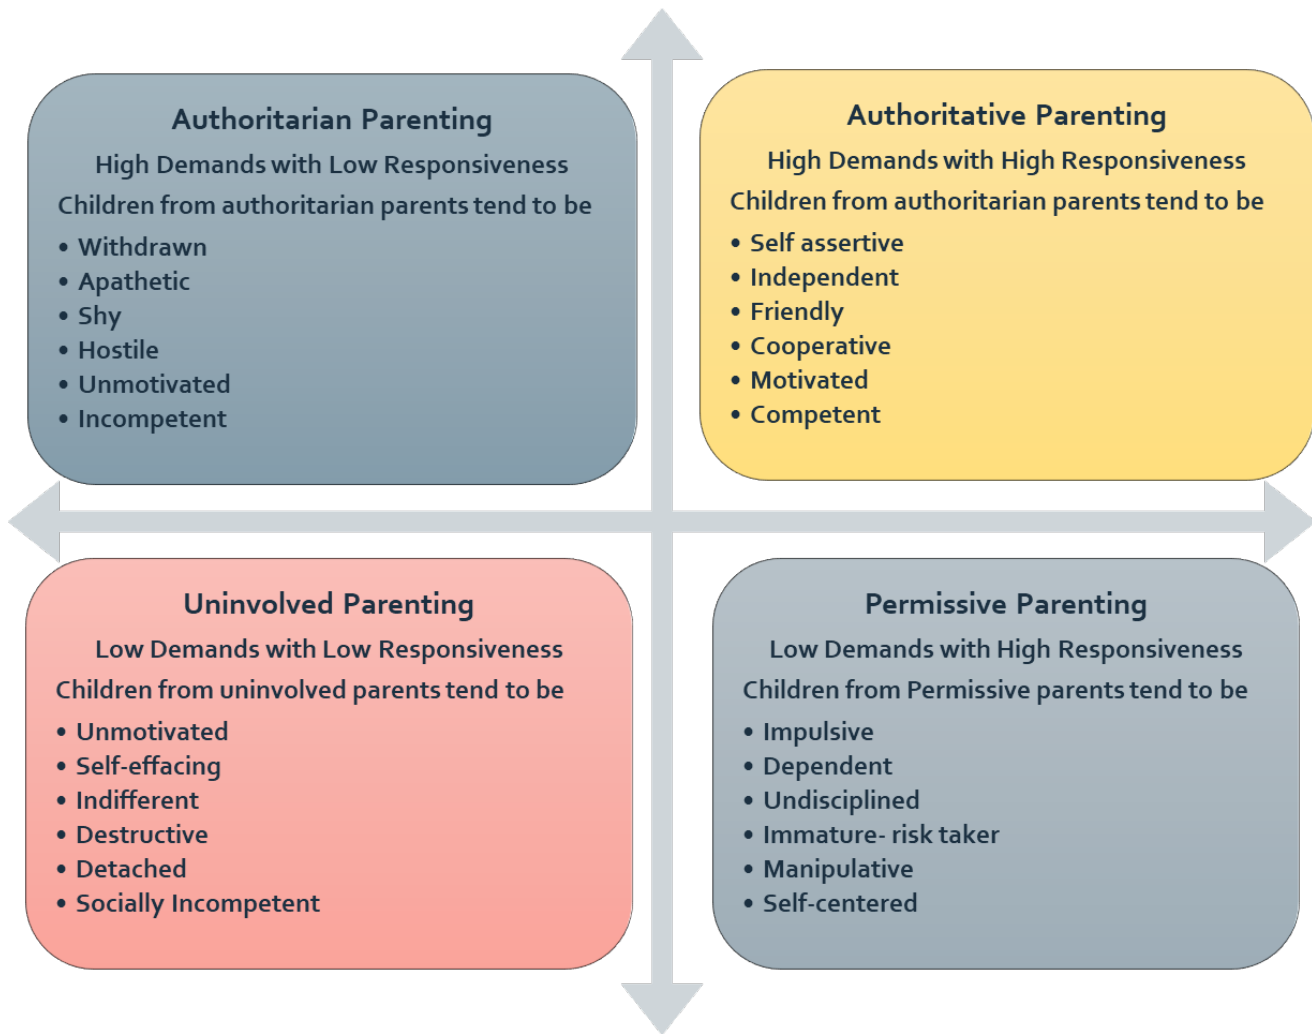 Authoritarian Parenting
High Demands with Low Responsiveness
Children from authoritarian parents tend to be
• Withdrawn
• Apathetic
• Shy
• Hostile
• Unmotivated
• Incompetent
Authoritative Parenting
High Demands with High Responsiveness
Children from authoritarian parents tend to be
• Self assertive
• Independent
• Friendly
• Cooperative
• Motivated
• Competent
Uninvolved Parenting
Low Demands with Low Responsiveness
Children from uninvolved parents tend to be
• Unmotivated
• Self-effacing
• Indifferent
• Destructive
• Detached
• Socially Incompetent
Permissive Parenting
Low Demands with High Responsiveness
Children from Permissive parents tend to be
• Impulsive
• Dependent
• Undisciplined
• Immature- risk taker
• Manipulative
• Self-centered